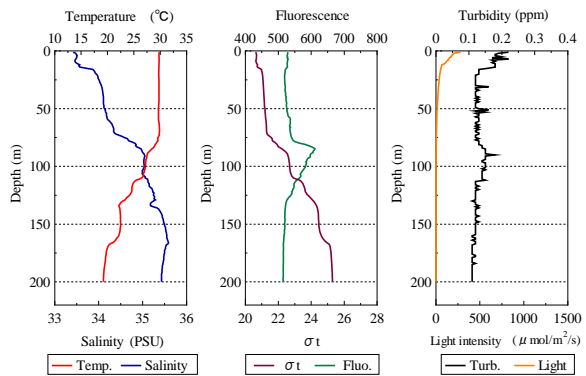 Temperature (℃)
10 15 20 25 30 35
Depth (m)
0
50
100
150
200
33 34 35 36
Salinity (PSU)
Temp. Salinity
Fluorescence
400 500 600 700 800
Depth (m)
0
50
100
150
200
20 22 24 26 28
σt
σt Fluo.
Turbidity (ppm)
0 0.1 0.2 0.3 0.4
Depth (m)
0
50
100
150
200
0 500 1000 1500
Light intensity (μ mol/m²/s)
Turb. Light